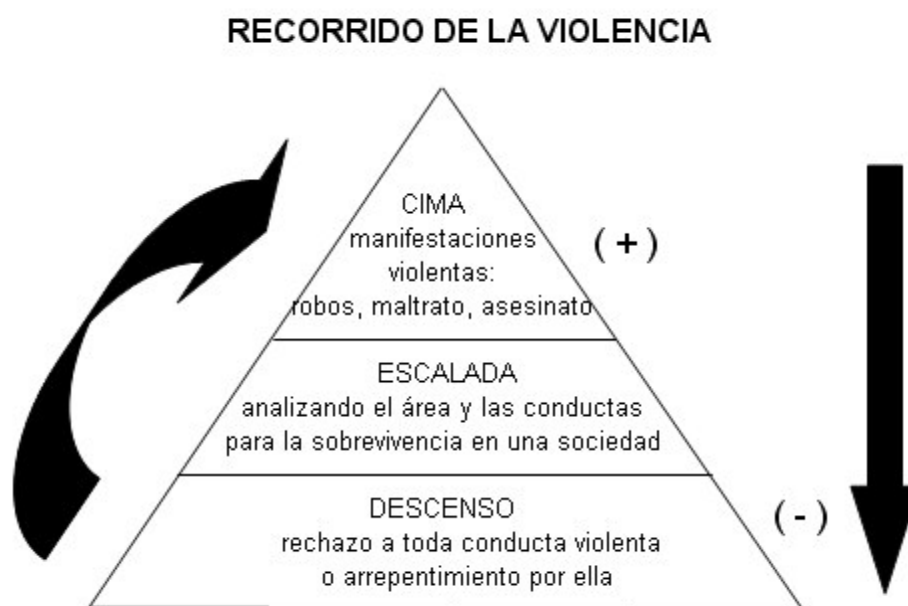 RECORRIDO DE LA VIOLENCIA
CIMA
manifestaciones
violentas:
robos, maltrato, asesinato
(+)
ESCALADA
analizando el área y las conductas
para la sobrevivencia en una sociedad
DESCENSO
rechazo a toda conducta violenta
o arrepentimiento por ella
(-)